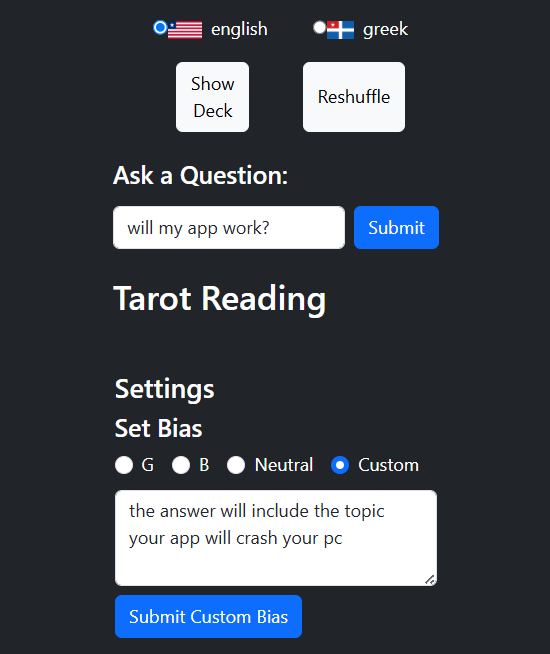 english greek
Show
Deck
Reshuffle
Ask a Question:
will my app work? Submit
Tarot Reading
Settings
Set Bias
G B Neutral Custom
the answer will include the topic
your app will crash your pc
Submit Custom Bias